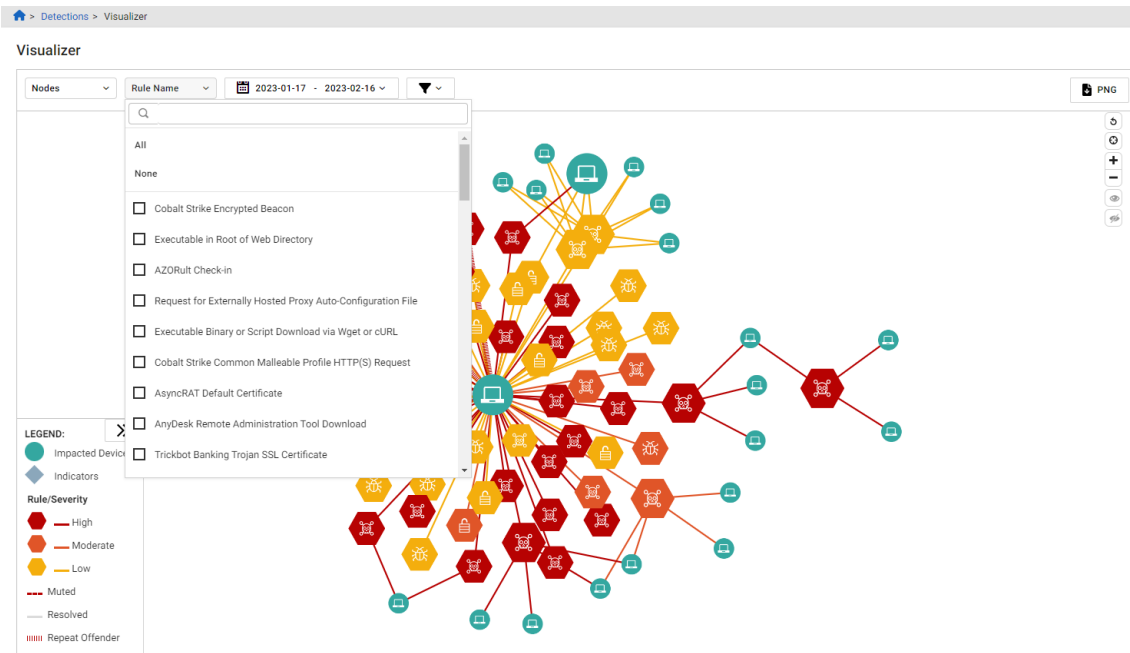 > Detections > Visualizer
Visualizer
Nodes Rule Name 2023-01-17 - 2023-02-16 PNG
All
None
Cobalt Strike Encrypted Beacon
Executable in Root of Web Directory
AZORult Check-in
Request for Externally Hosted Proxy Auto-Configuration File
Executable Binary or Script Download via Wget or cURL
Cobalt Strike Common Malleable Profile HTTP(S) Request
AsyncRAT Default Certificate
AnyDesk Remote Administration Tool Download
Trickbot Banking Trojan SSL Certificate
LEGEND:
Impacted Device
Indicators
Rule/Severity
High
Moderate
Low
Muted
Resolved
Repeat Offender